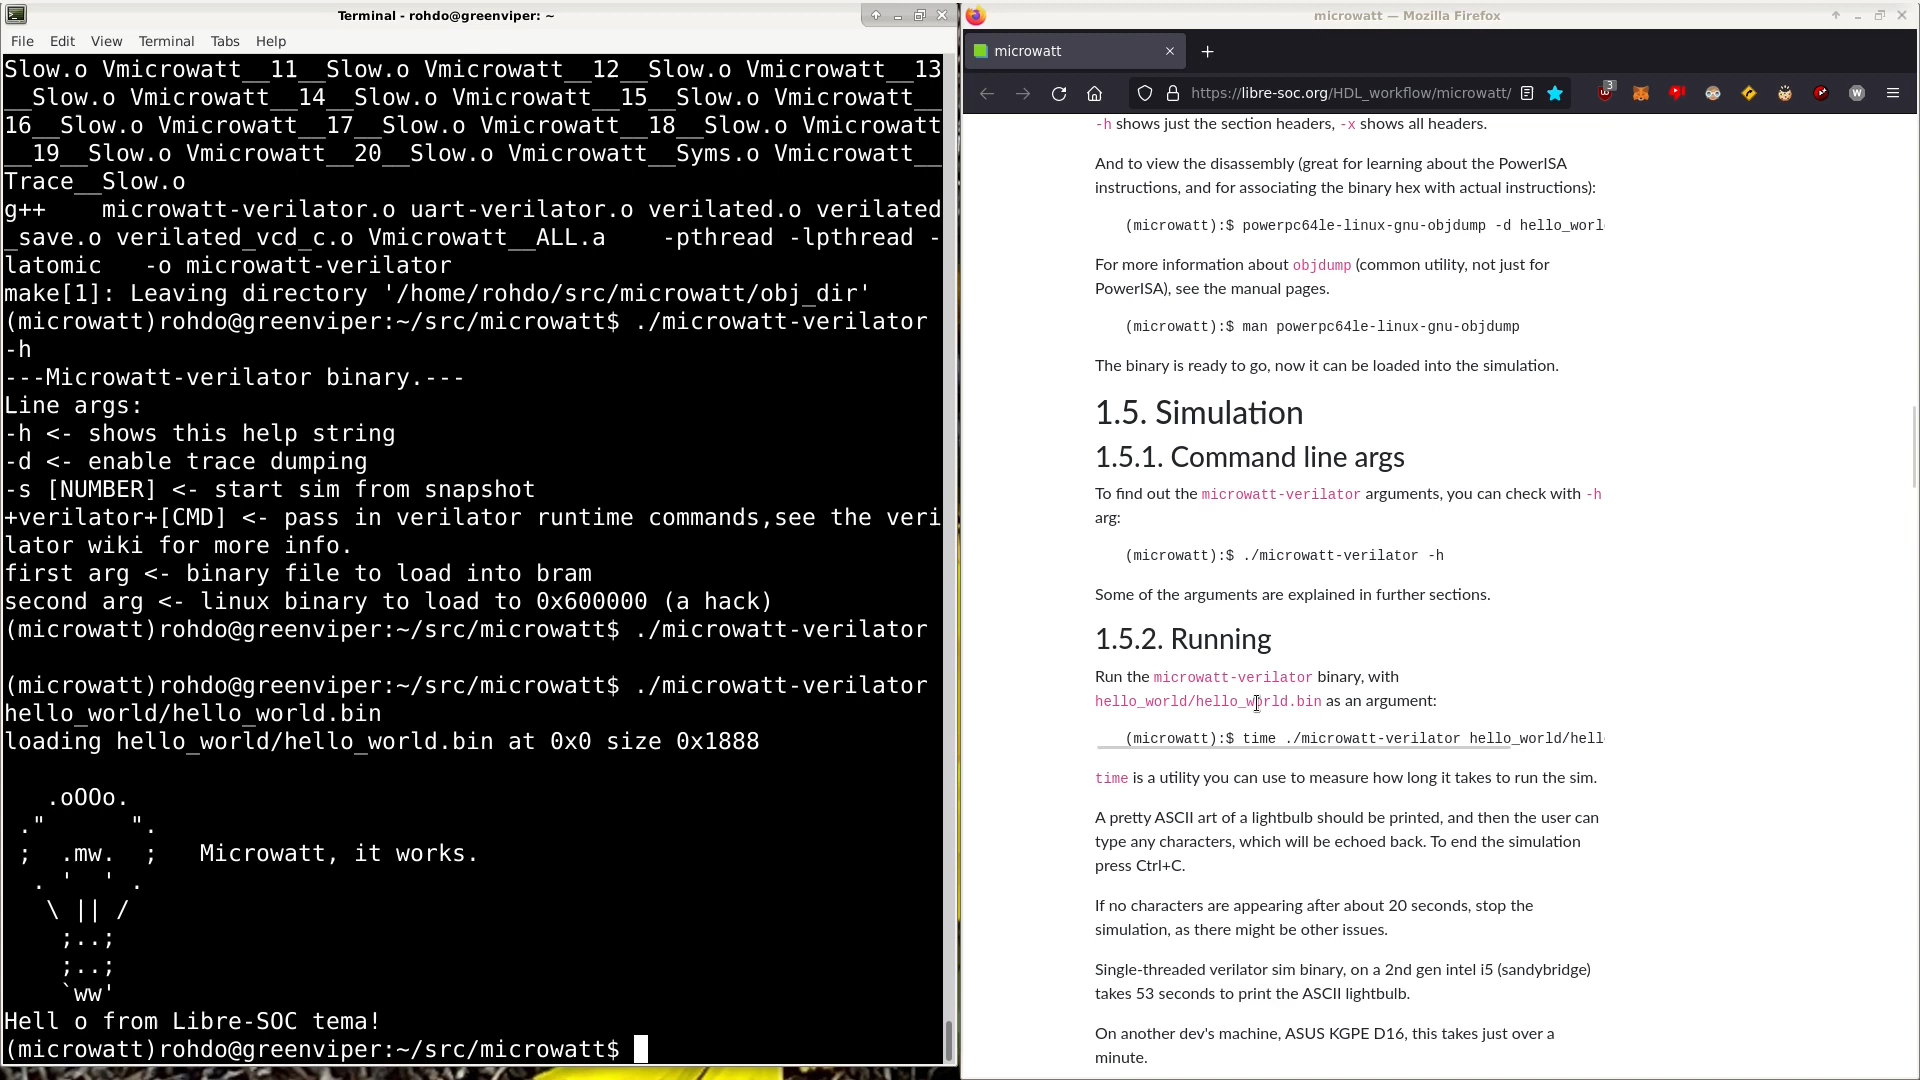 Terminal - rohdo@greenviper: ~
File Edit View Terminal Tabs Help
Slow.o Vmicrowatt__11__Slow.o Vmicrowatt__12__Slow.o Vmicrowatt__13
__Slow.o Vmicrowatt__14__Slow.o Vmicrowatt__15__Slow.o Vmicrowatt__
16__Slow.o Vmicrowatt__17__Slow.o Vmicrowatt__18__Slow.o Vmicrowatt
__19__Slow.o Vmicrowatt__20__Slow.o Vmicrowatt__Syms.o Vmicrowatt__
Trace__Slow.o
g++    microwatt-verilator.o uart-verilator.o verilated.o verilated
_save.o verilated_vcd_c.o Vmicrowatt__ALL.a    -pthread -lpthread -
latomic   -o microwatt-verilator
make[1]: Leaving directory '/home/rohdo/src/microwatt/obj_dir'
(microwatt)rohdo@greenviper:~/src/microwatt$ ./microwatt-verilator
-h
---Microwatt-verilator binary.---
Line args:
-h <- shows this help string
-d <- enable trace dumping
-s [NUMBER] <- start sim from snapshot
+verilator+[CMD] <- pass in verilator runtime commands,see the veri
lator wiki for more info.
first arg <- binary file to load into bram
second arg <- linux binary to load to 0x600000 (a hack)
(microwatt)rohdo@greenviper:~/src/microwatt$ ./microwatt-verilator
(microwatt)rohdo@greenviper:~/src/microwatt$ ./microwatt-verilator
hello_world/hello_world.bin
loading hello_world/hello_world.bin at 0x0 size 0x1888
   .oOOo.
 ."      ".
 ;  .mw.  ;   Microwatt, it works.
  . '  ' .
   \ || /
    ;..;
    ;..;
    `ww'
Hell o from Libre-SOC tema!
(microwatt)rohdo@greenviper:~/src/microwatt$
microwatt — Mozilla Firefox
microwatt
https://libre-soc.org/HDL_workflow/microwatt/
3
W
-h shows just the section headers, -x shows all headers.
And to view the disassembly (great for learning about the PowerISA
instructions, and for associating the binary hex with actual instructions):
(microwatt):$ powerpc64le-linux-gnu-objdump -d hello_worl
For more information about objdump (common utility, not just for
PowerISA), see the manual pages.
(microwatt):$ man powerpc64le-linux-gnu-objdump
The binary is ready to go, now it can be loaded into the simulation.
1.5. Simulation
1.5.1. Command line args
To find out the microwatt-verilator arguments, you can check with -h
arg:
(microwatt):$ ./microwatt-verilator -h
Some of the arguments are explained in further sections.
1.5.2. Running
Run the microwatt-verilator binary, with
hello_world/hello_world.bin as an argument:
(microwatt):$ time ./microwatt-verilator hello_world/hell
time is a utility you can use to measure how long it takes to run the sim.
A pretty ASCII art of a lightbulb should be printed, and then the user can
type any characters, which will be echoed back. To end the simulation
press Ctrl+C.
If no characters are appearing after about 20 seconds, stop the
simulation, as there might be other issues.
Single-threaded verilator sim binary, on a 2nd gen intel i5 (sandybridge)
takes 53 seconds to print the ASCII lightbulb.
On another dev's machine, ASUS KGPE D16, this takes just over a
minute.